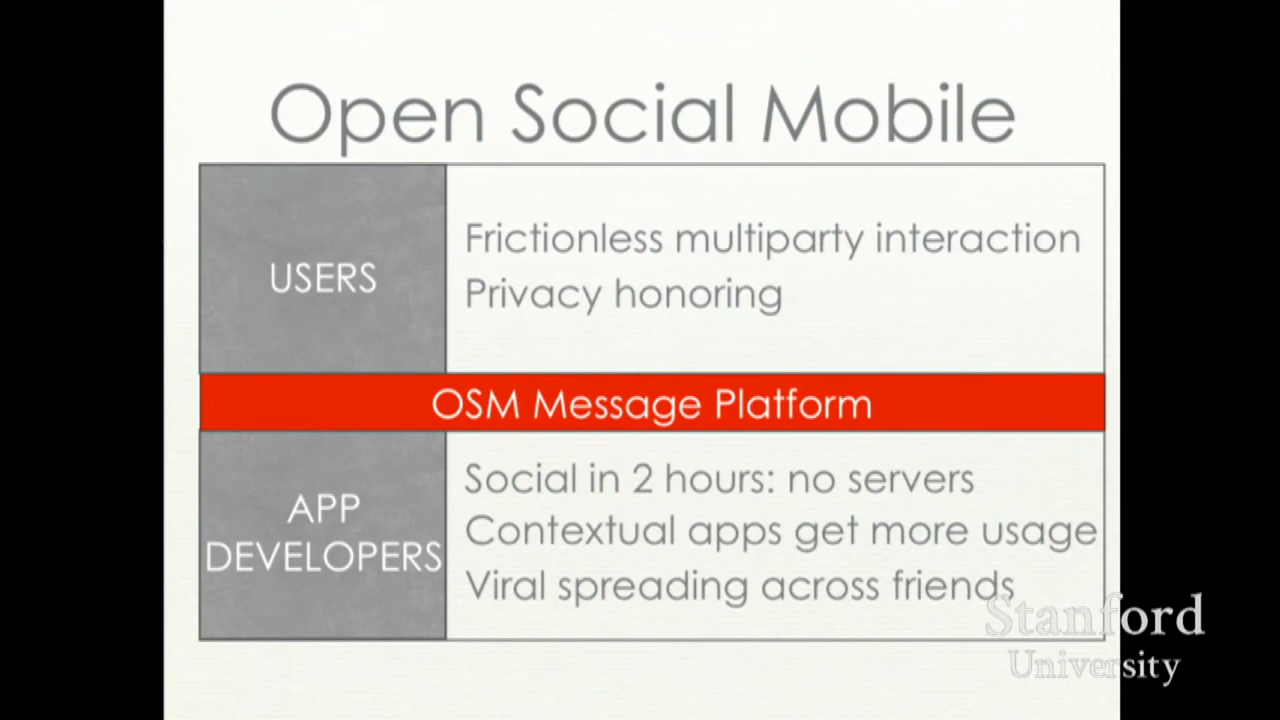 Open Social Mobile
USERS
Frictionless multiparty interaction
Privacy honoring
OSM Message Platform
APP
DEVELOPERS
Social in 2 hours: no servers
Contextual apps get more usage
Viral spreading across friends
Stanford
University